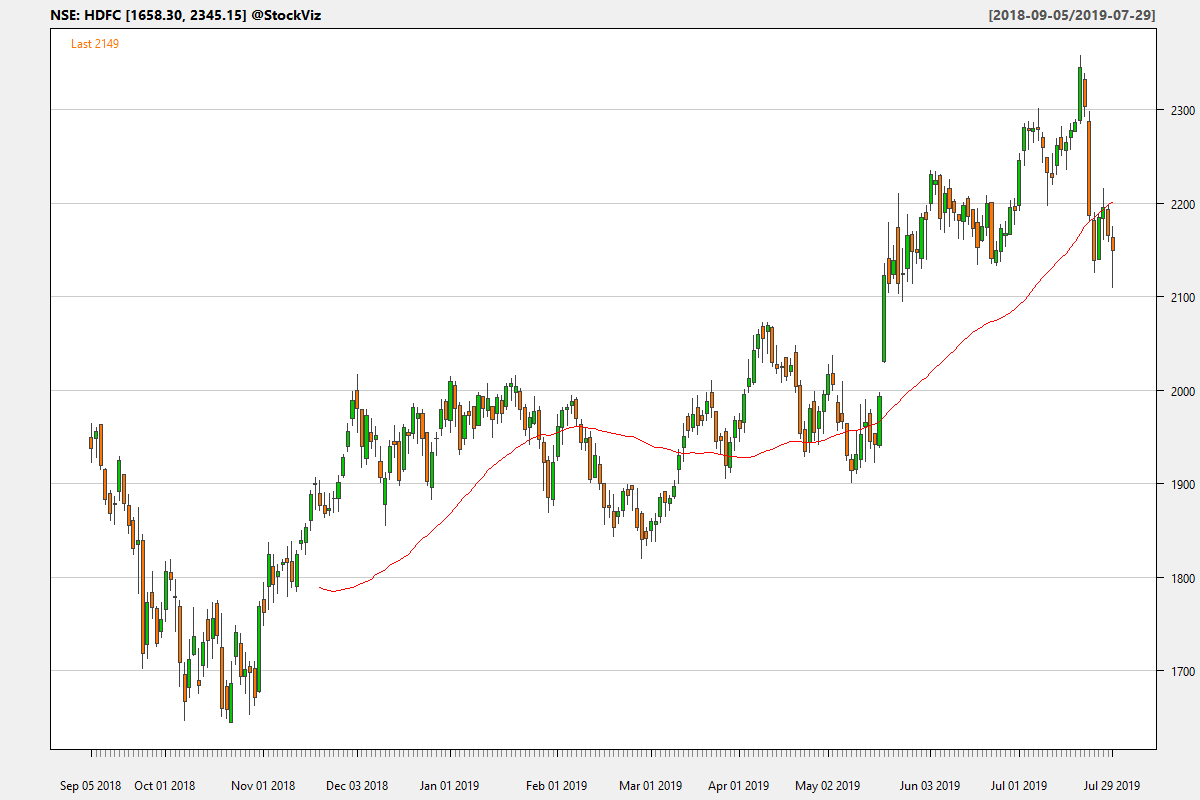 NSE: HDFC [1658.30, 2345.15] @StockViz [2018-09-05/2019-07-29]
Last 2149
2300
2200
2100
2000
1900
1800
1700
Sep 05 2018 Oct 01 2018 Nov 01 2018 Dec 03 2018 Jan 01 2019 Feb 01 2019 Mar 01 2019 Apr 01 2019 May 02 2019 Jun 03 2019 Jul 01 2019 Jul 29 2019